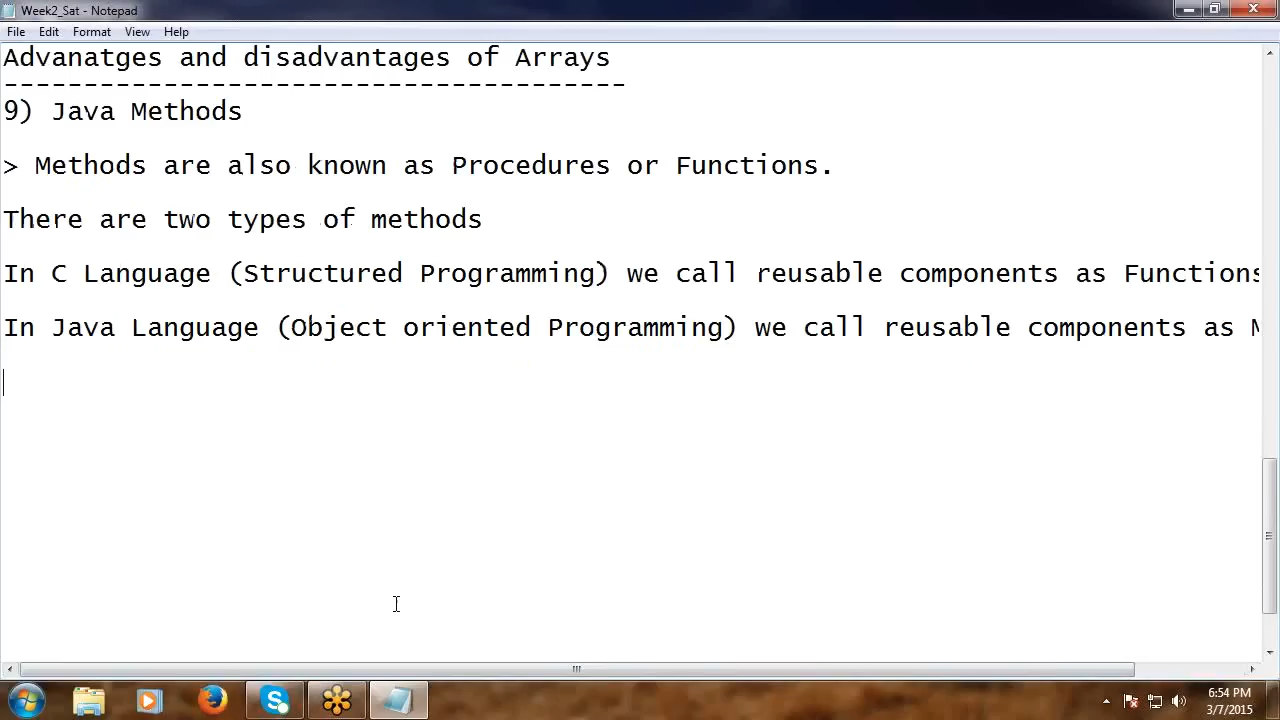 Week2_Sat - Notepad
File Edit Format View Help
Advanatges and disadvantages of Arrays
---------------------------------------
9) Java Methods
> Methods are also known as Procedures or Functions.
There are two types of methods
In C Language (Structured Programming) we call reusable components as Functions
In Java Language (Object oriented Programming) we call reusable components as
6:54 PM
3/7/2015